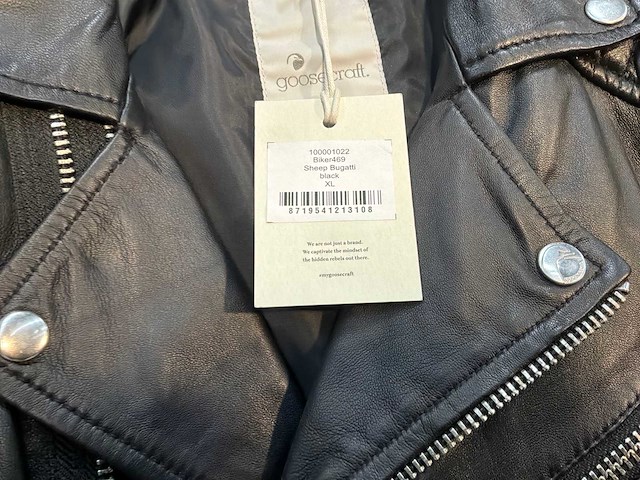 goosecraft.
100001022
Biker469
Sheep Bugatti
black
XL
8719541213108
We are not just a brand.
We captivate the mindset of
the hidden rebels out there.
#mygoosecraft